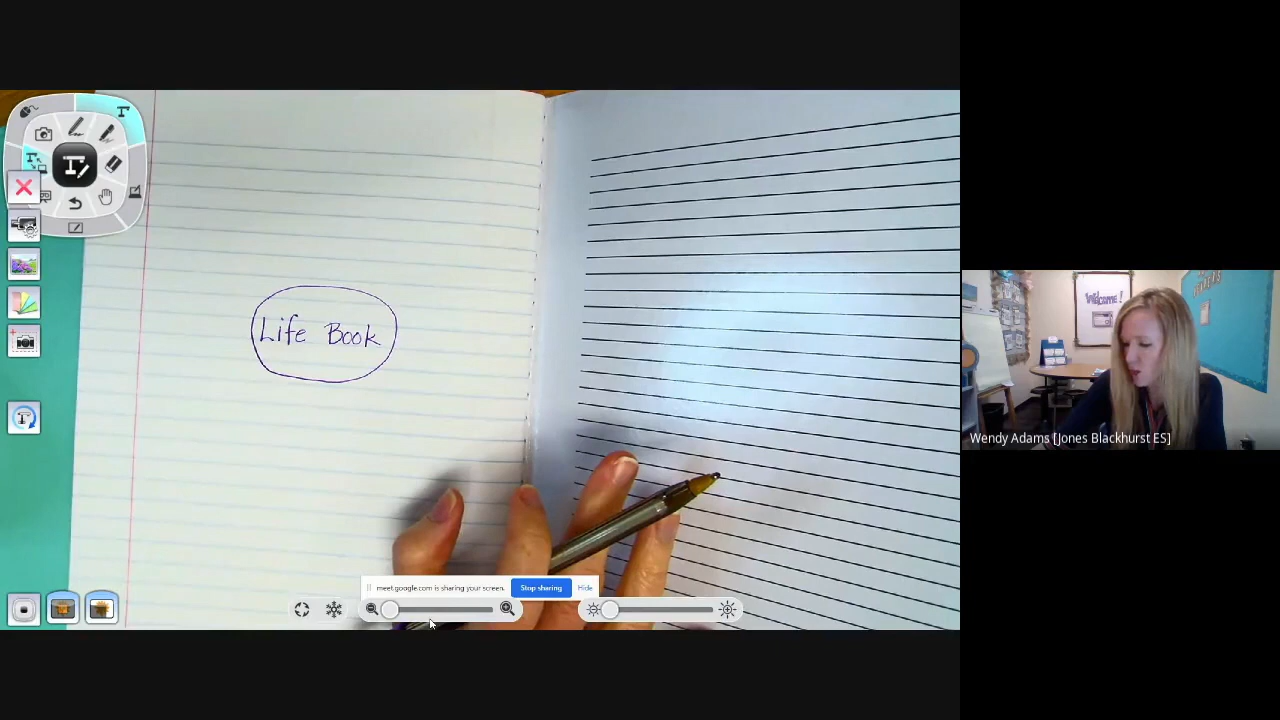 Life Book
Welcome!
Wendy Adams [Jones Blackhurst ES]
meet.google.com is sharing your screen.
Stop sharing
Hide